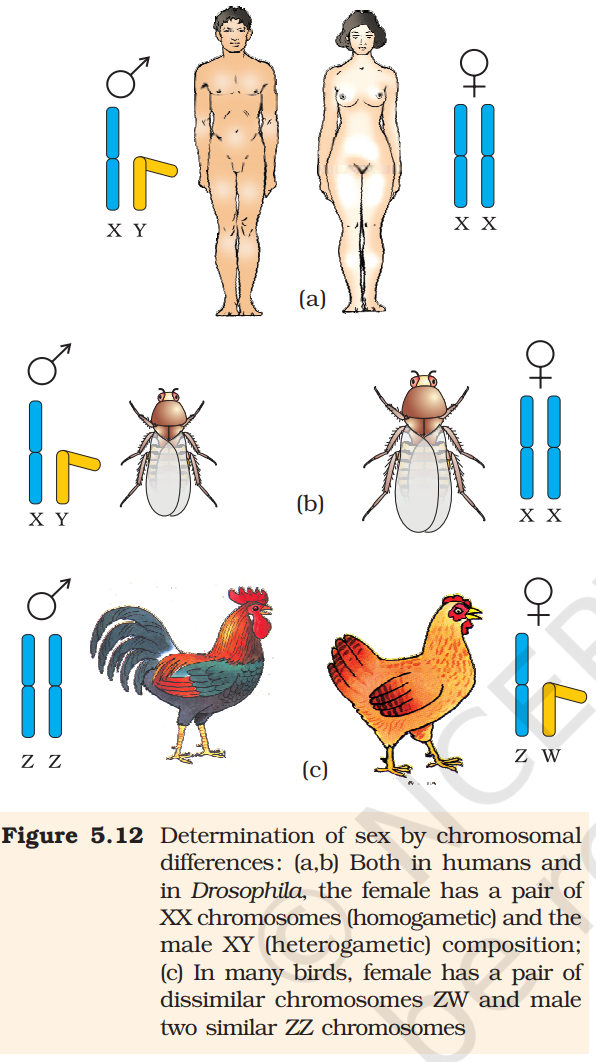 ♂ ♀
X Y
X X
(a)
♂ ♀
X Y
(b)
X X
♂ ♀
Z Z
(c)
Z W
Figure 5.12 Determination of sex by chromosomal
differences: (a,b) Both in humans and
in Drosophila, the female has a pair of
XX chromosomes (homogametic) and the
male XY (heterogametic) composition;
(c) In many birds, female has a pair of
dissimilar chromosomes ZW and male
two similar ZZ chromosomes